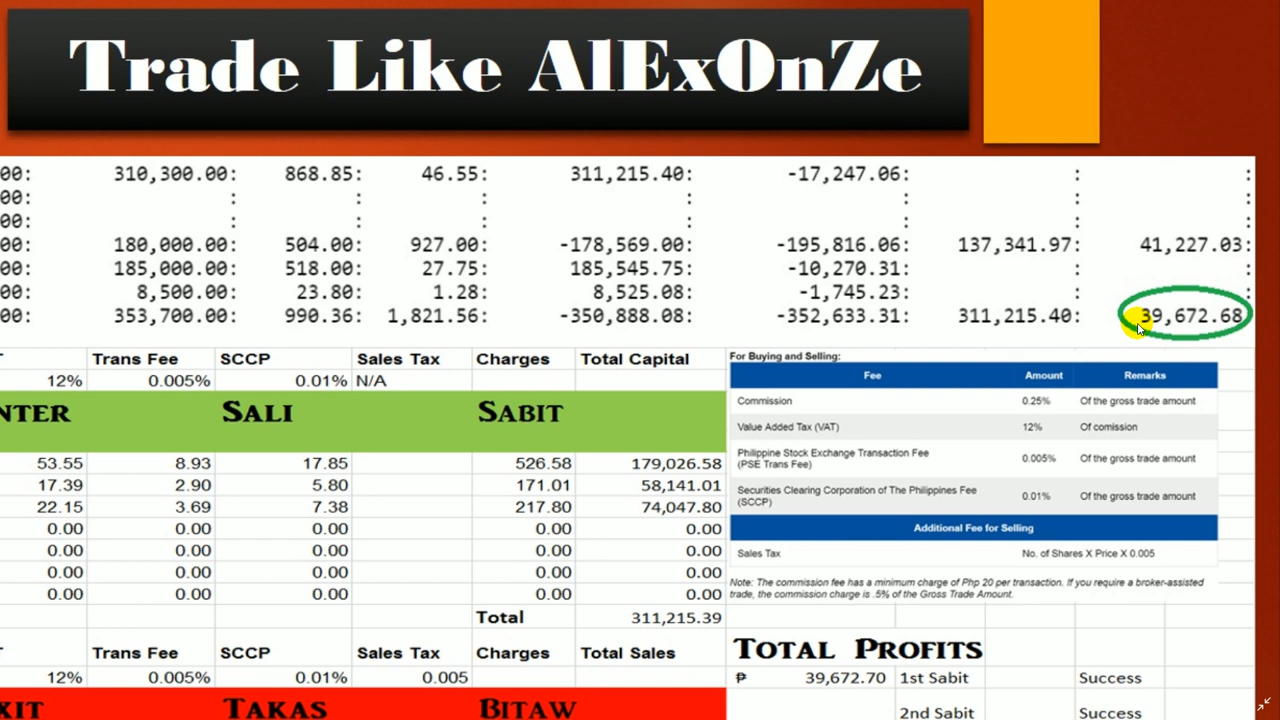 Trade Like AlExOnZe
00: 310,300.00: 868.85: 46.55: 311,215.40: -17,247.06: : :
00: : : : : : : :
00: : : : : : : :
00: 180,000.00: 504.00: 927.00: -178,569.00: -195,816.06: 137,341.97: 41,227.03:
00: 185,000.00: 518.00: 27.75: 185,545.75: -10,270.31: : :
00: 8,500.00: 23.80: 1.28: 8,525.08: -1,745.23: : :
00: 353,700.00: 990.36: 1,821.56: -350,888.08: -352,633.31: 311,215.40: 39,672.68
T Trans Fee SCCP Sales Tax Charges Total Capital
12% 0.005% 0.01% N/A
NTER SALI SABIT
53.55 8.93 17.85 526.58 179,026.58
17.39 2.90 5.80 171.01 58,141.01
22.15 3.69 7.38 217.80 74,047.80
0.00 0.00 0.00 0.00 0.00
0.00 0.00 0.00 0.00 0.00
0.00 0.00 0.00 0.00 0.00
0.00 0.00 0.00 0.00 0.00
Total 311,215.39
T Trans Fee SCCP Sales Tax Charges Total Sales
12% 0.005% 0.01% 0.005
XIT TAKAS BITAW
For Buying and Selling:
Fee Amount Remarks
Commission 0.25% Of the gross trade amount
Value Added Tax (VAT) 12% Of comission
Philippine Stock Exchange Transaction Fee
(PSE Trans Fee) 0.005% Of the gross trade amount
Securities Clearing Corporation of The Philippines Fee
(SCCP) 0.01% Of the gross trade amount
Additional Fee for Selling
Sales Tax No. of Shares X Price X 0.005
Note: The commission fee has a minimum charge of Php 20 per transaction. If you require a broker-assisted
trade, the commission charge is .5% of the Gross Trade Amount.
TOTAL PROFITS
₱ 39,672.70 1st Sabit Success
2nd Sabit Success